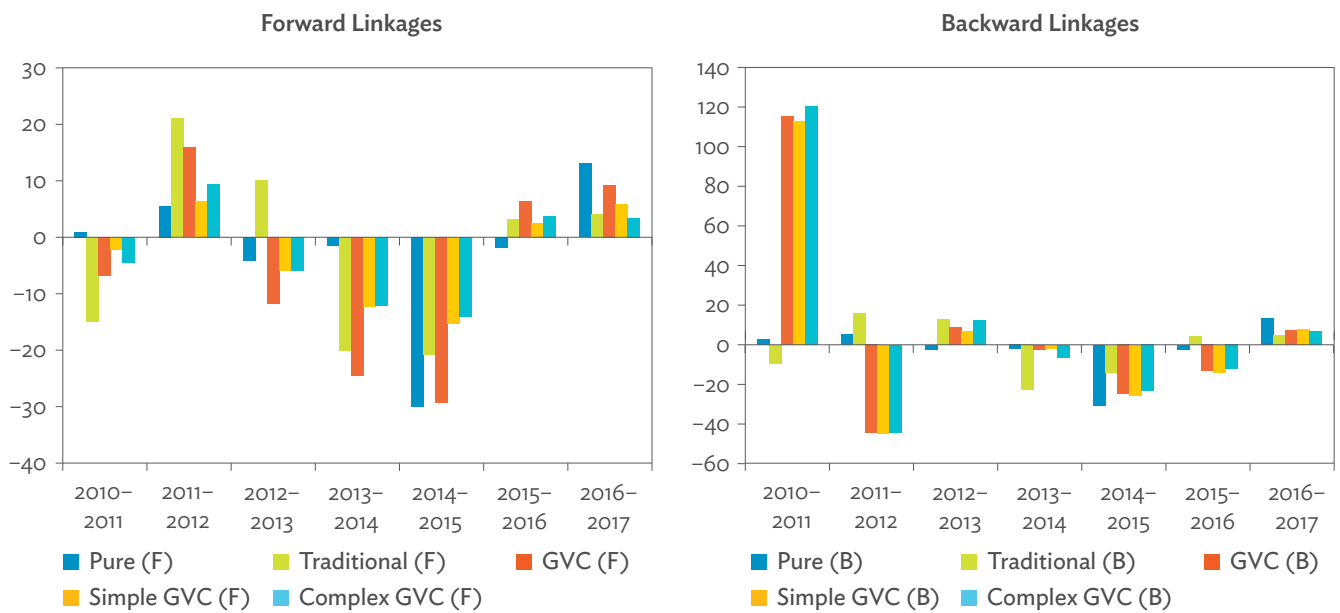 Forward Linkages
30
20
10
0
−10
−20
−30
−40
2010– 2011– 2012– 2013– 2014– 2015– 2016–
2011 2012 2013 2014 2015 2016 2017
Pure (F) Traditional (F) GVC (F)
Simple GVC (F) Complex GVC (F)
Backward Linkages
140
120
100
80
60
40
20
0
−20
−40
−60
2010– 2011– 2012– 2013– 2014– 2015– 2016–
2011 2012 2013 2014 2015 2016 2017
Pure (B) Traditional (B) GVC (B)
Simple GVC (B) Complex GVC (B)